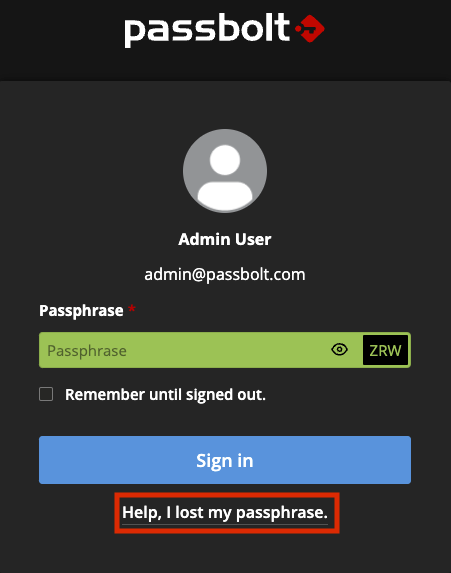 passbolt
Admin User
admin@passbolt.com
Passphrase *
Passphrase ZRW
Remember until signed out.
Sign in
Help, I lost my passphrase.